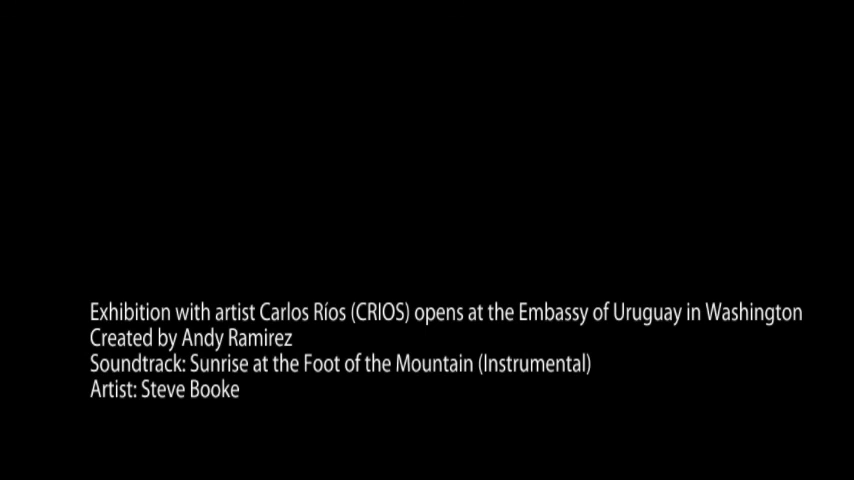 Exhibition with artist Carlos Ríos (CRIOS) opens at the Embassy of Uruguay in Washington
Created by Andy Ramirez
Soundtrack: Sunrise at the Foot of the Mountain (Instrumental)
Artist: Steve Booke